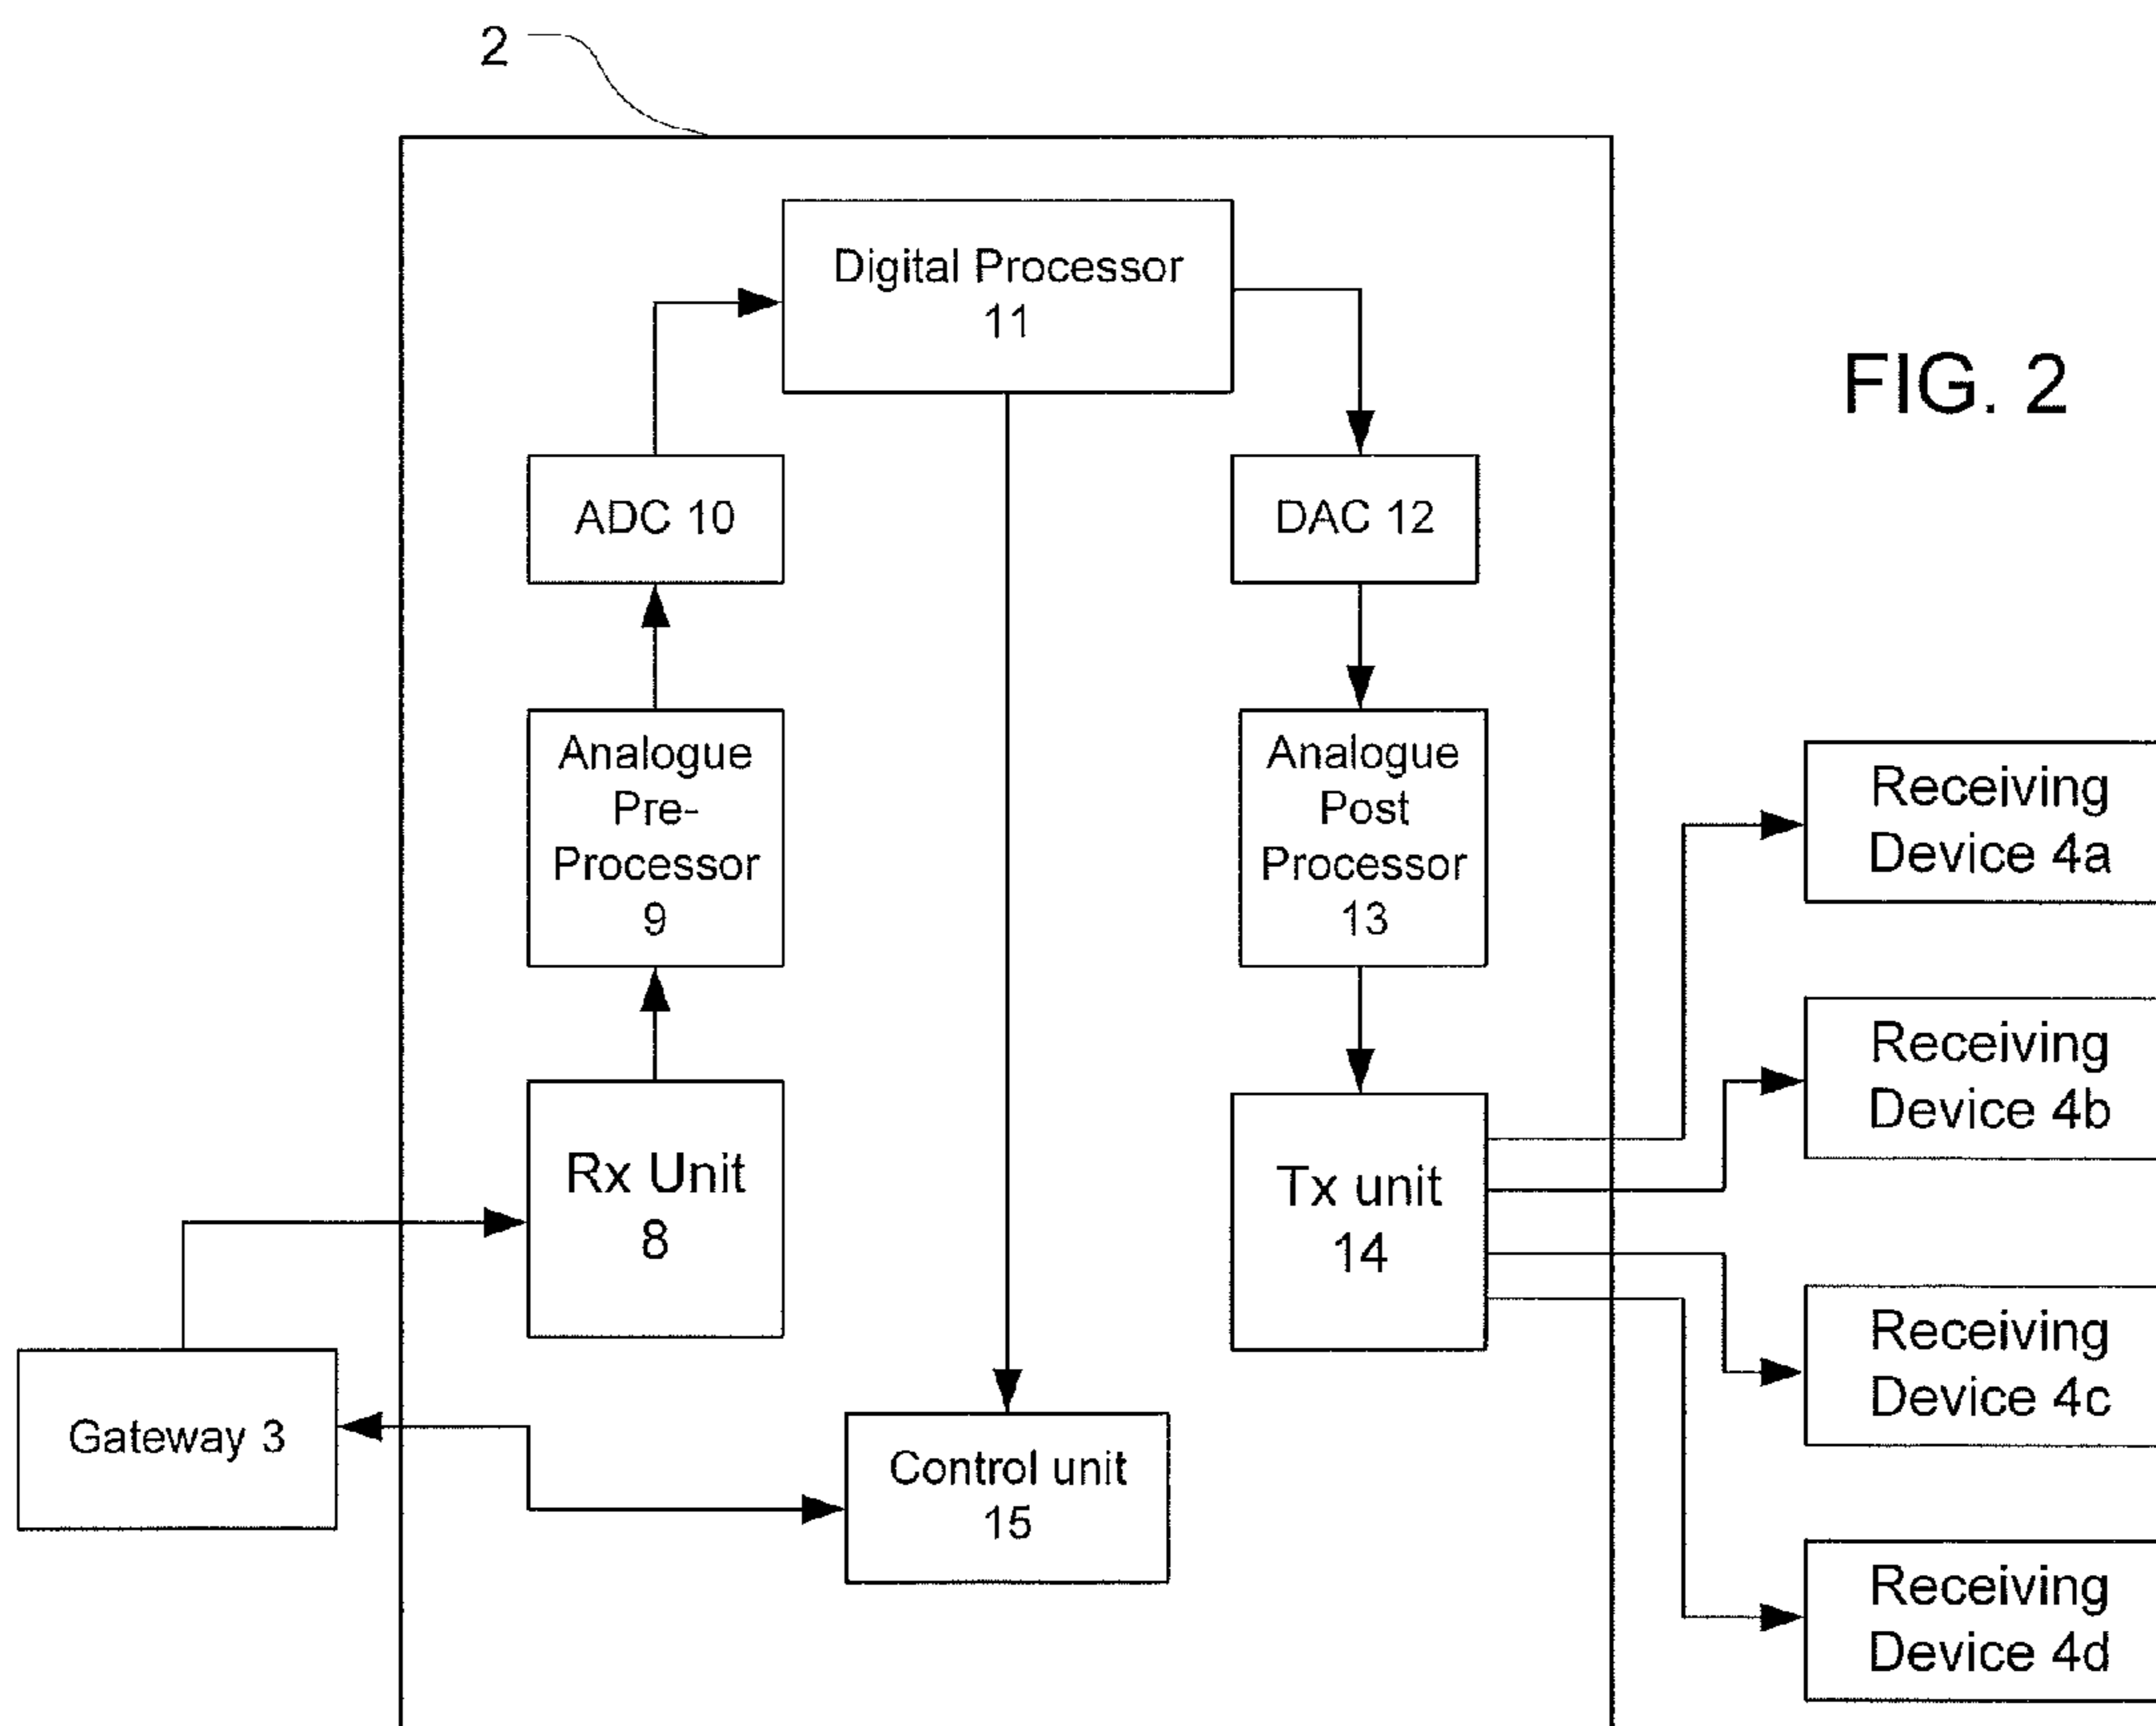 2
Digital Processor
11
FIG. 2
ADC 10
DAC 12
Analogue
Pre-
Processor
9
Analogue
Post
Processor
13
Receiving
Device 4a
Receiving
Device 4b
Rx Unit
8
Tx unit
14
Receiving
Device 4c
Gateway 3
Control unit
15
Receiving
Device 4d